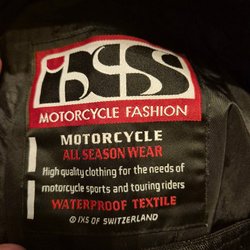 ixs
MOTORCYCLE FASHION
MOTORCYCLE
ALL SEASON WEAR
High quality clothing for the needs of
motorcycle sports and touring riders
WATERPROOF TEXTILE
© IXS OF SWITZERLAND